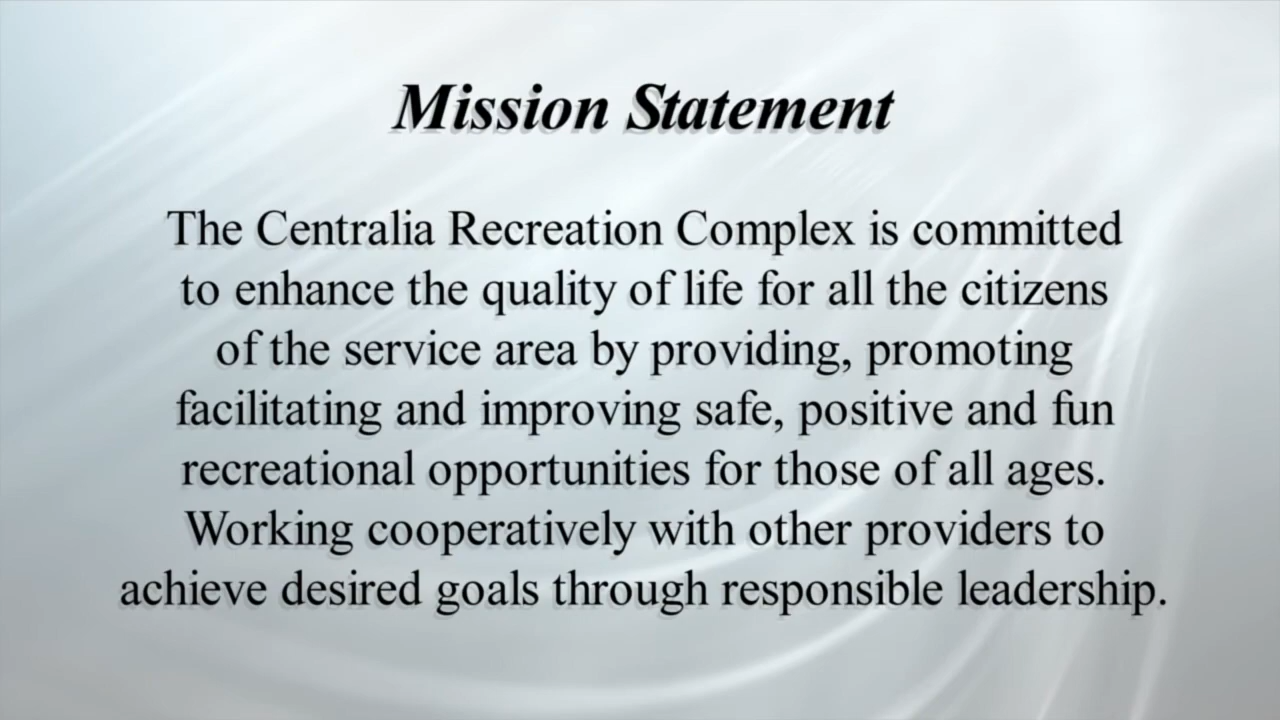 Mission Statement
The Centralia Recreation Complex is committed
to enhance the quality of life for all the citizens
of the service area by providing, promoting
facilitating and improving safe, positive and fun
recreational opportunities for those of all ages.
Working cooperatively with other providers to
achieve desired goals through responsible leadership.